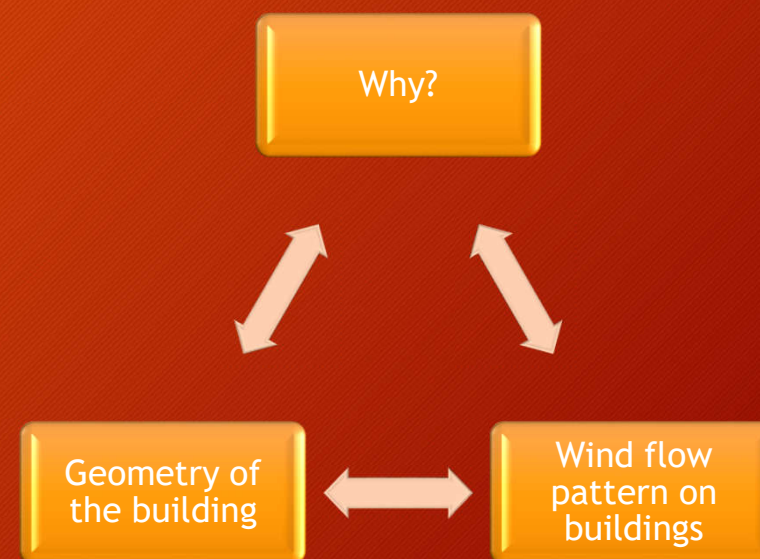 Why?
Geometry of
the building
Wind flow
pattern on
buildings